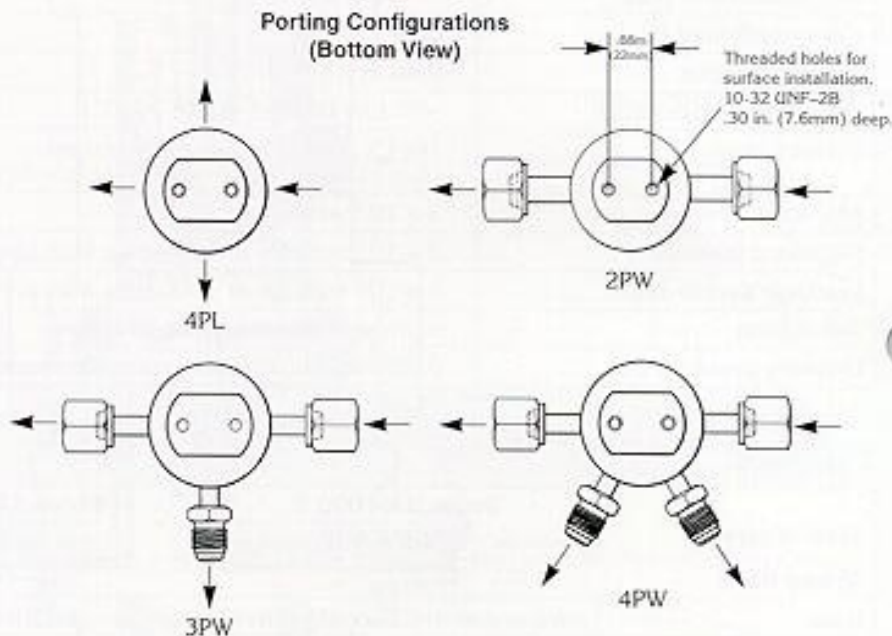 Porting Configurations
(Bottom View)
(22mm)
Threaded holes for
surface installation.
10-32 UNF-2B
.30 in. (7.6mm) deep.
4PL
2PW
3PW
4PW